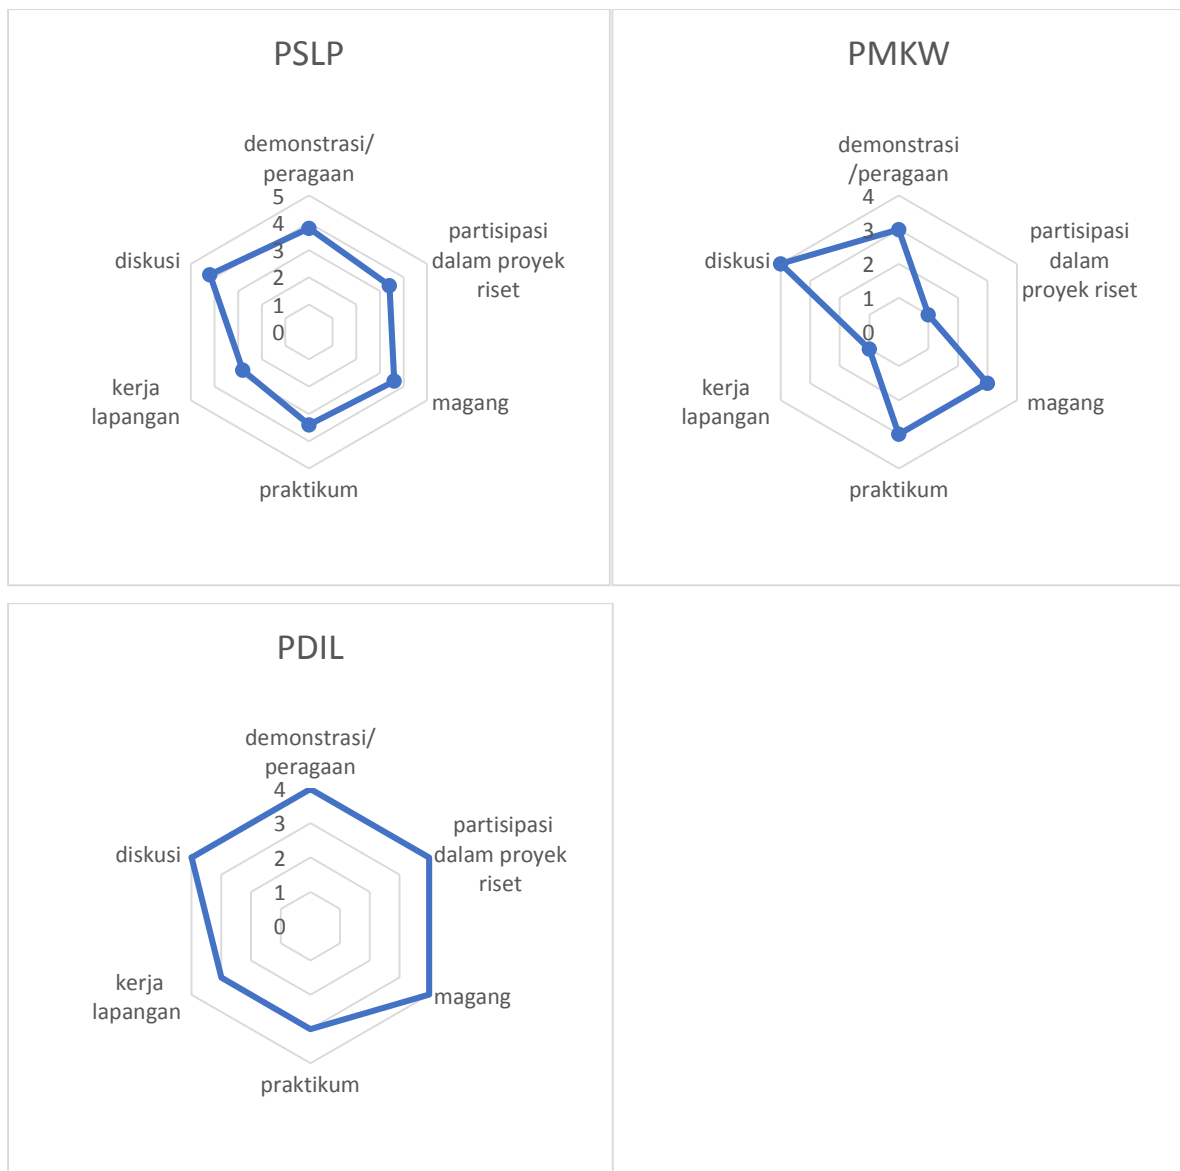 PSLP
demonstrasi/
peragaan
5
4
3
2
1
0
partisipasi
dalam proyek
riset
magang
praktikum
kerja
lapangan
diskusi
PMKW
demonstrasi
/peragaan
4
3
2
1
0
partisipasi
dalam
proyek riset
magang
praktikum
kerja
lapangan
diskusi
PDIL
demonstrasi/
peragaan
4
3
2
1
0
partisipasi
dalam proyek
riset
magang
praktikum
kerja
lapangan
diskusi